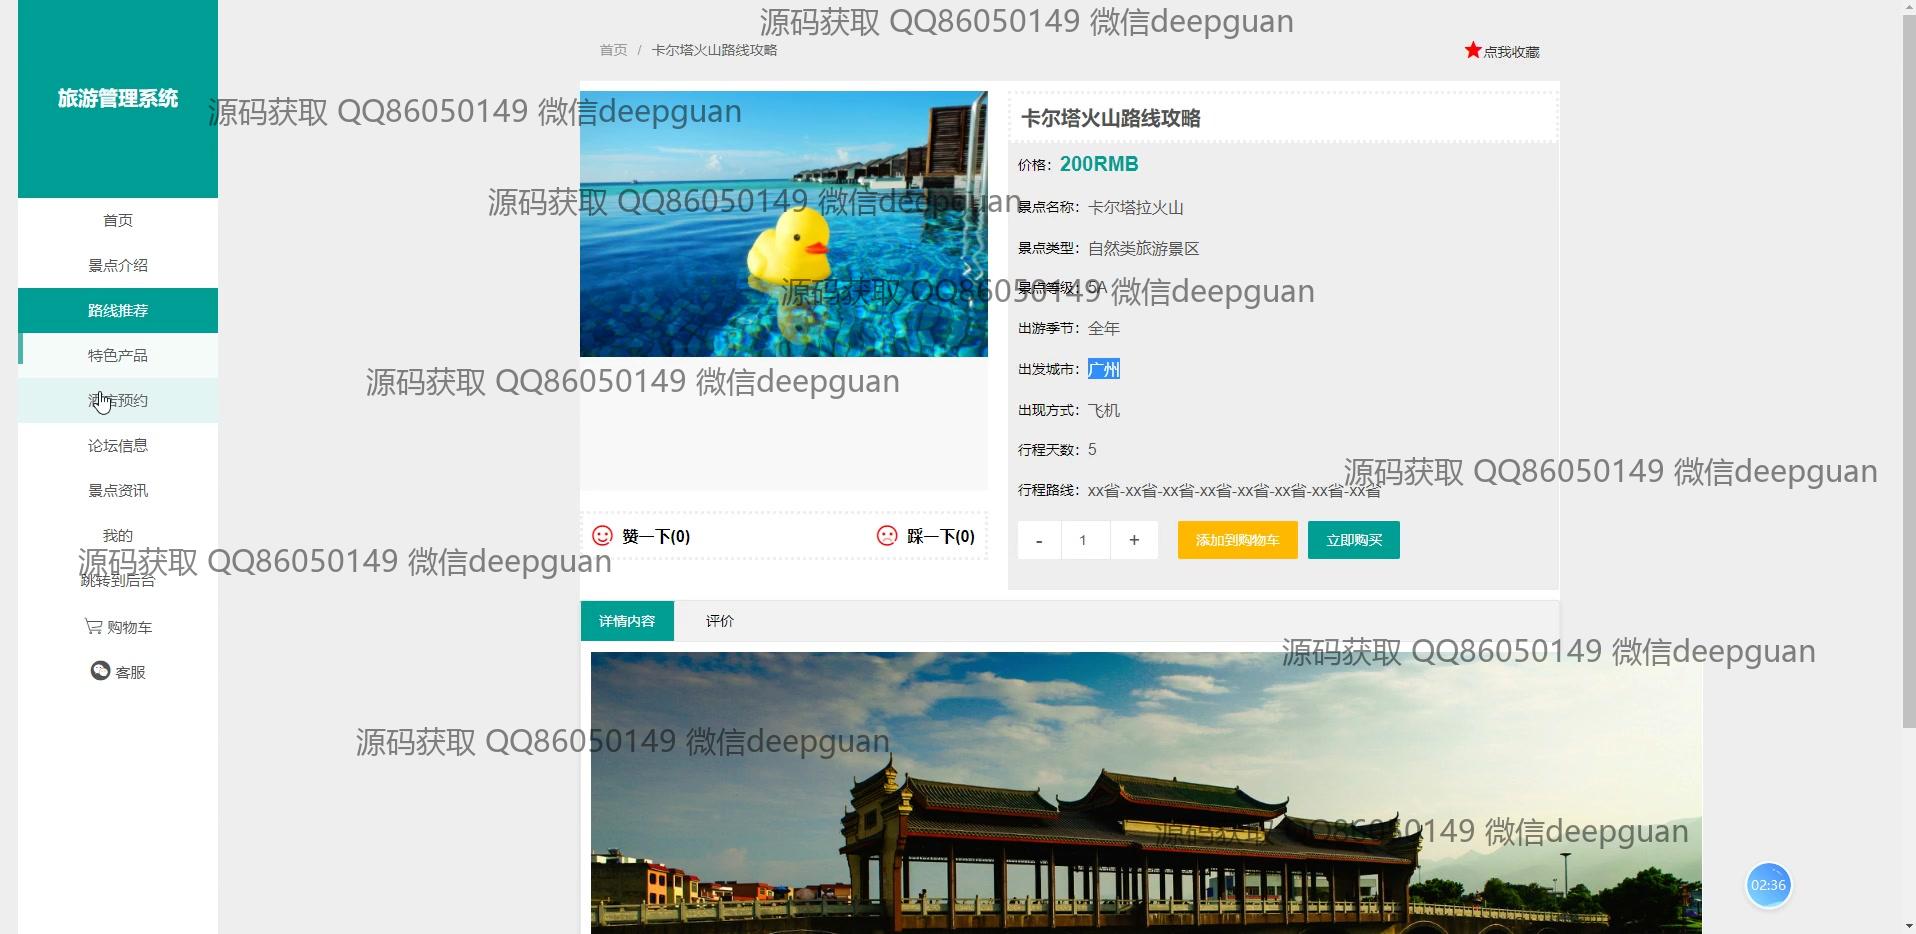 源码获取 QQ86050149 微信deepguan
首页 / 卡尔塔火山路线攻略
点我收藏
旅游管理系统
源码获取 QQ86050149 微信deepguan
卡尔塔火山路线攻略
价格：200RMB
源码获取 QQ86050149 微信deepguan
景点名称：卡尔塔拉火山
首页
景点类型：自然类旅游景区
景点介绍
源码获取 QQ86050149 微信deepguan
景点等级：5A
路线推荐
出游季节：全年
特色产品
出发城市：广州
源码获取 QQ86050149 微信deepguan
酒店预约
出现方式：飞机
论坛信息
行程天数：5
源码获取 QQ86050149 微信deepguan
景点资讯
行程路线：xx省-xx省-xx省-xx省-xx省-xx省-xx省-xx省
我的
赞一下(0)
踩一下(0)
- 1 +
添加到购物车
立即购买
源码获取 QQ86050149 微信deepguan
跳转到后台
购物车
详情内容
评价
源码获取 QQ86050149 微信deepguan
客服
源码获取 QQ86050149 微信deepguan
源码获取 QQ86050149 微信deepguan
02:36